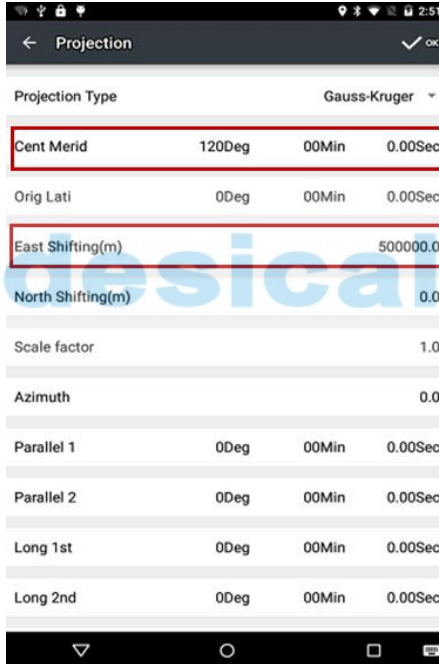 2:51
Projection
OK
Projection Type Gauss-Kruger
Cent Merid 120Deg 00Min 0.00Sec
Orig Lati 0Deg 00Min 0.00Sec
East Shifting(m) 500000.0
desical
North Shifting(m) 0.0
Scale factor 1.0
Azimuth 0.0
Parallel 1 0Deg 00Min 0.00Sec
Parallel 2 0Deg 00Min 0.00Sec
Long 1st 0Deg 00Min 0.00Sec
Long 2nd 0Deg 00Min 0.00Sec